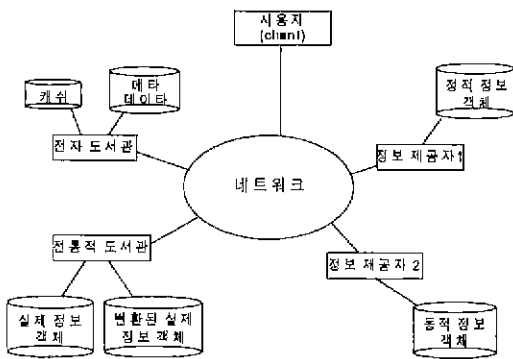 사용자
(client)
캐쉬
메타
데이타
정적 정보
객체
전자 도서관
정보 제공자1
네트워크
전통적 도서관
정보 제공자 2
실제 정보
객체
변환된 실제
정보 객체
동적 정보
객체